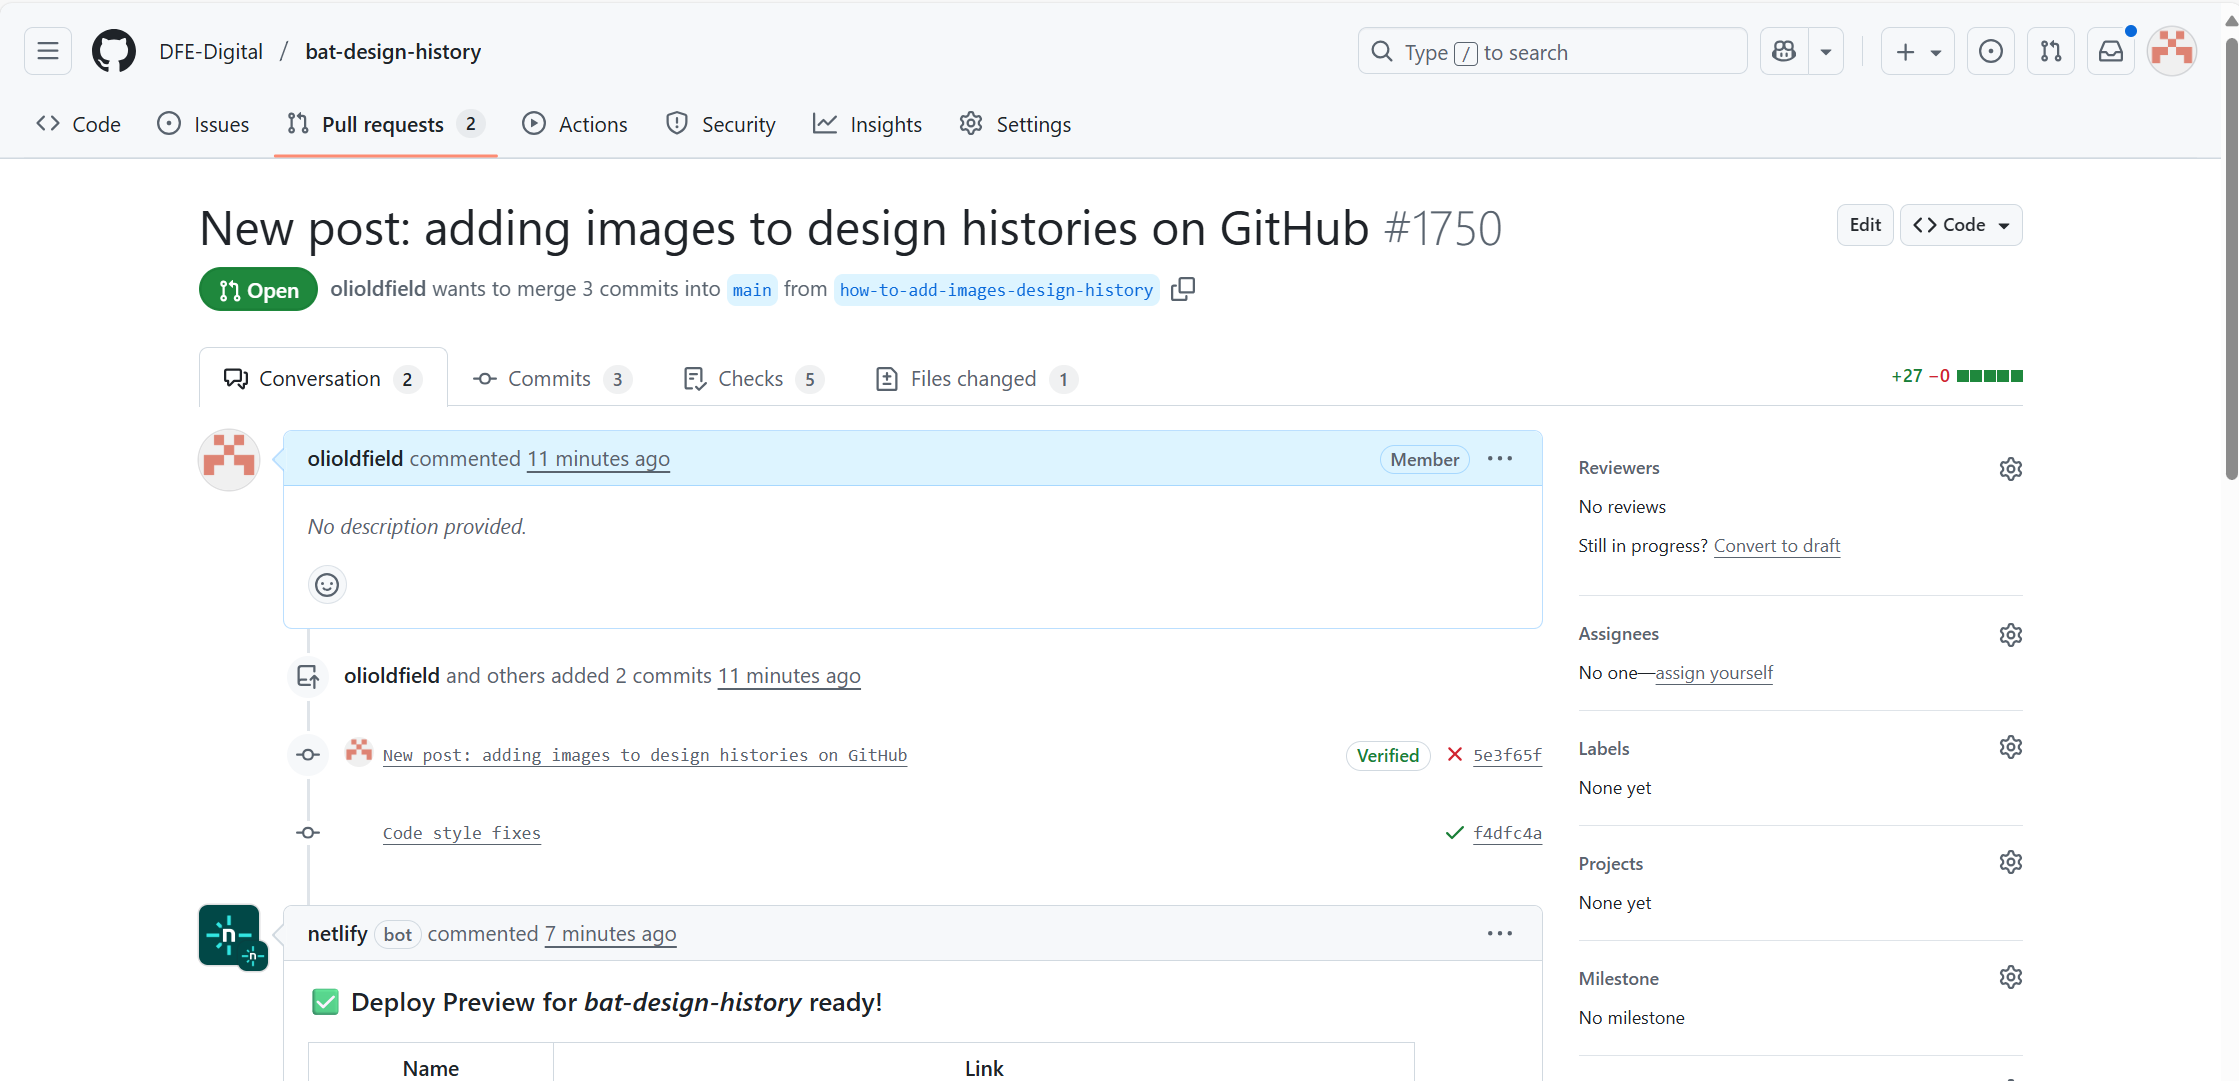 DFE-Digital / bat-design-history
Type / to search
Code Issues Pull requests 2 Actions Security Insights Settings
New post: adding images to design histories on GitHub #1750
Edit <> Code
Open olioldfield wants to merge 3 commits into main from how-to-add-images-design-history
Conversation 2 Commits 3 Checks 5 Files changed 1
+27 −0
olioldfield commented 11 minutes ago
Member ···
No description provided.
olioldfield and others added 2 commits 11 minutes ago
New post: adding images to design histories on GitHub
Verified 5e3f65f
Code style fixes
f4dfc4a
netlify bot commented 7 minutes ago
n
n
Deploy Preview for bat-design-history ready!
Name Link
Reviewers
No reviews
Still in progress? Convert to draft
Assignees
No one—assign yourself
Labels
None yet
Projects
None yet
Milestone
No milestone